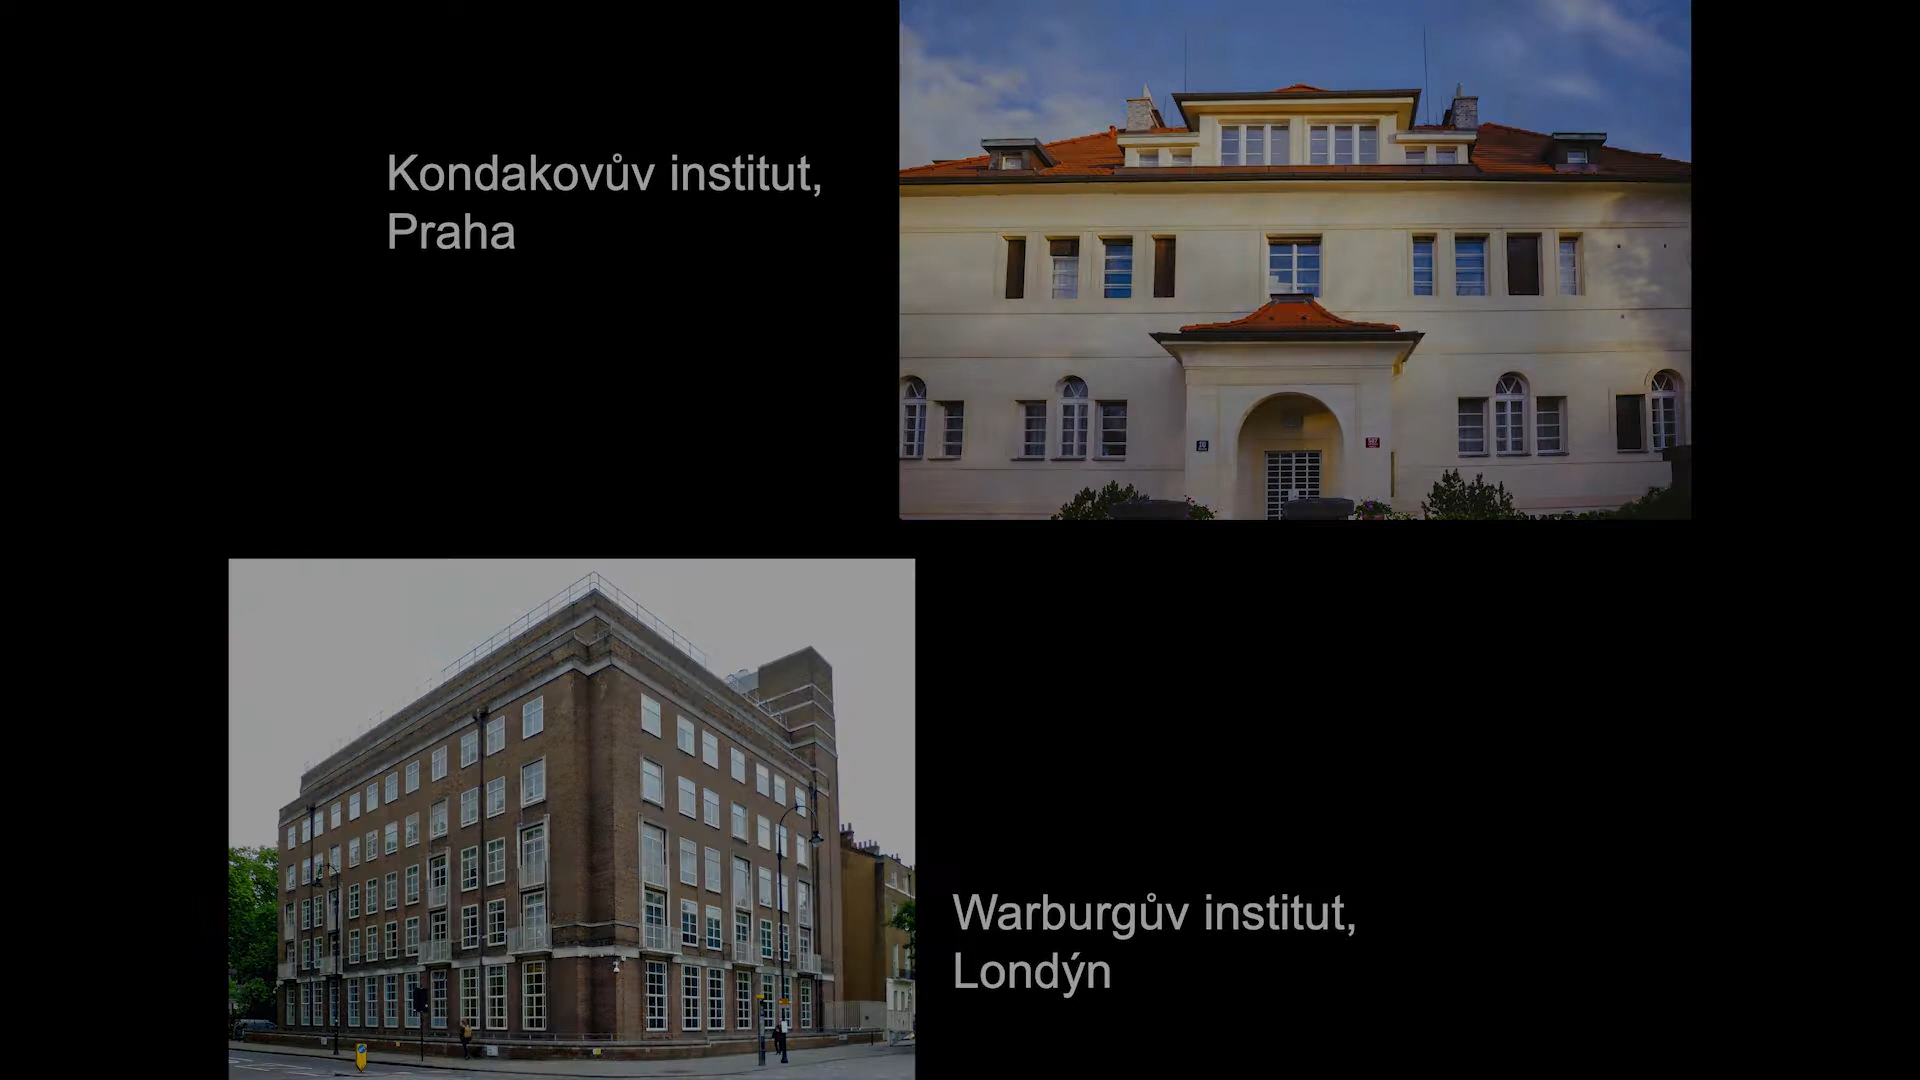 Kondakovův institut,
Praha
Warburgův institut,
Londýn